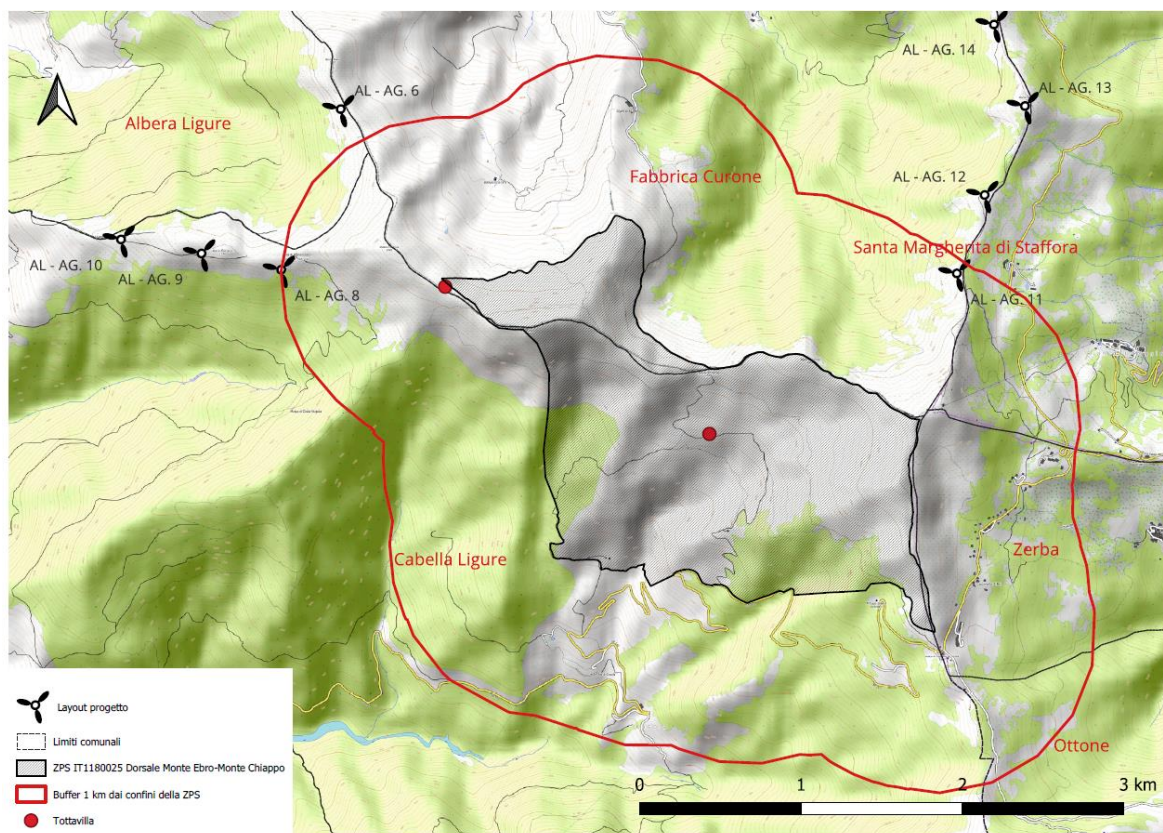 AL - AG. 14
AL - AG. 6
AL - AG. 13
Albera Ligure
Fabbrica Curone
AL - AG. 12
Santa Margherita di Staffora
AL - AG. 10
AL - AG. 9
AL - AG. 8
AL - AG. 11
Cabella Ligure
Zerba
Ottone
Layout progetto
Limiti comunali
ZPS IT1180025 Dorsale Monte Ebro-Monte Chiappo
Buffer 1 km dai confini della ZPS
Tottavilla
0 1 2 3 km